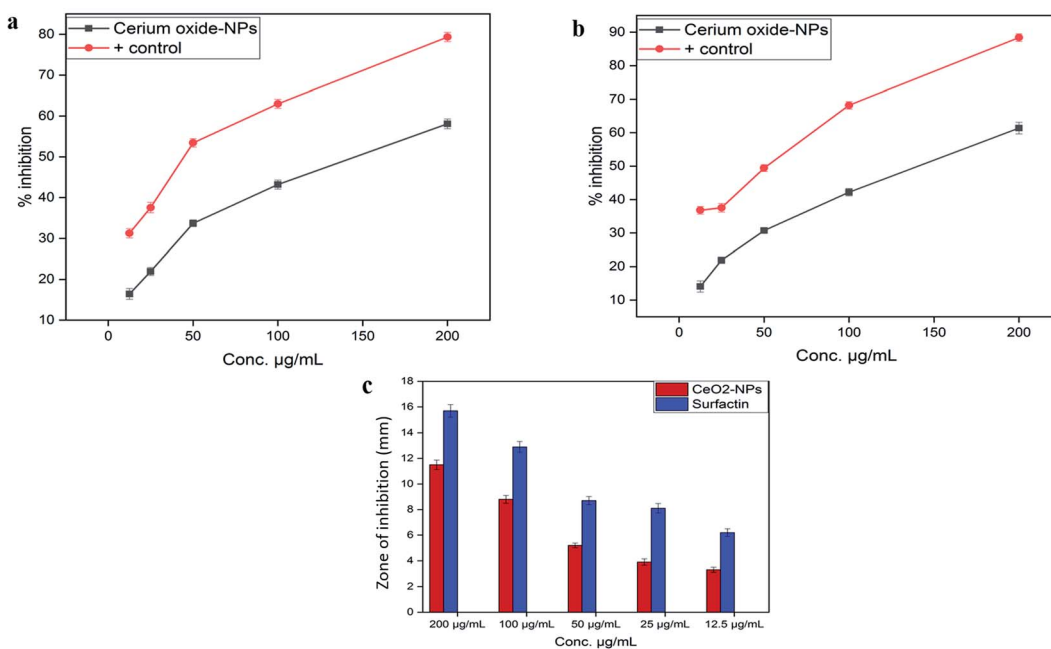 a
Cerium oxide-NPs
+ control
80
70
60
50
40
30
20
10
% inhibition
0
50
100
150
200
Conc. µg/mL
b
Cerium oxide-NPs
+ control
90
80
70
60
50
40
30
20
10
% inhibition
0
50
100
150
200
Conc. µg/mL
c
CeO2-NPs
Surfactin
18
16
14
12
10
8
6
4
2
0
Zone of inhibition (mm)
200 µg/mL
100 µg/mL
50 µg/mL
25 µg/mL
12.5 µg/mL
Conc. µg/mL